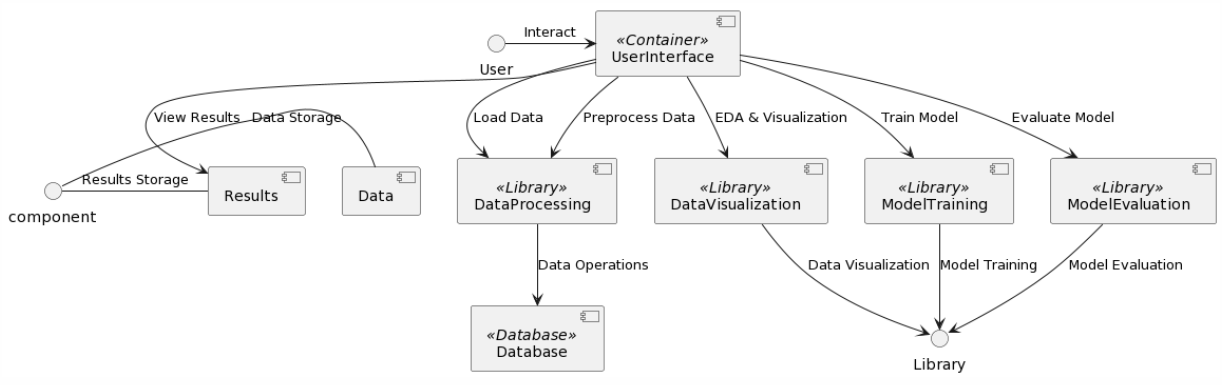 Interact
«Container»
UserInterface
User
View Results
Data Storage
Load Data
Preprocess Data
EDA & Visualization
Train Model
Evaluate Model
Results Storage
component
Results
Data
«Library»
DataProcessing
«Library»
DataVisualization
«Library»
ModelTraining
«Library»
ModelEvaluation
Data Operations
Data Visualization
Model Training
Model Evaluation
«Database»
Database
Library